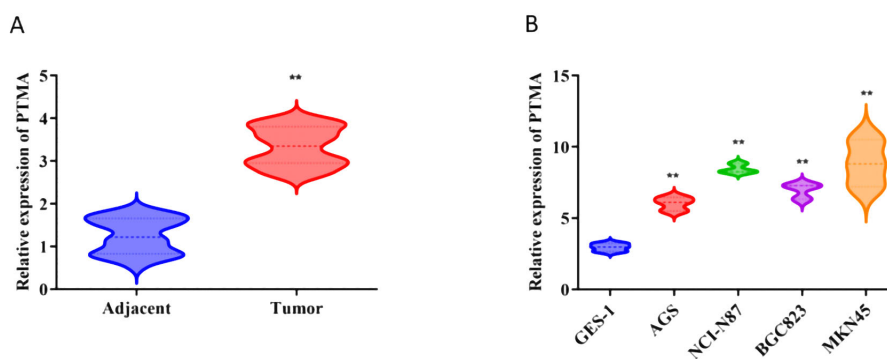 A
Relative expression of PTMA
5
4
3
2
1
0
**
Adjacent
Tumor
B
Relative expression of PTMA
15
10
5
0
**
**
**
**
GES-1
AGS
NCI-N87
BGC823
MKN45